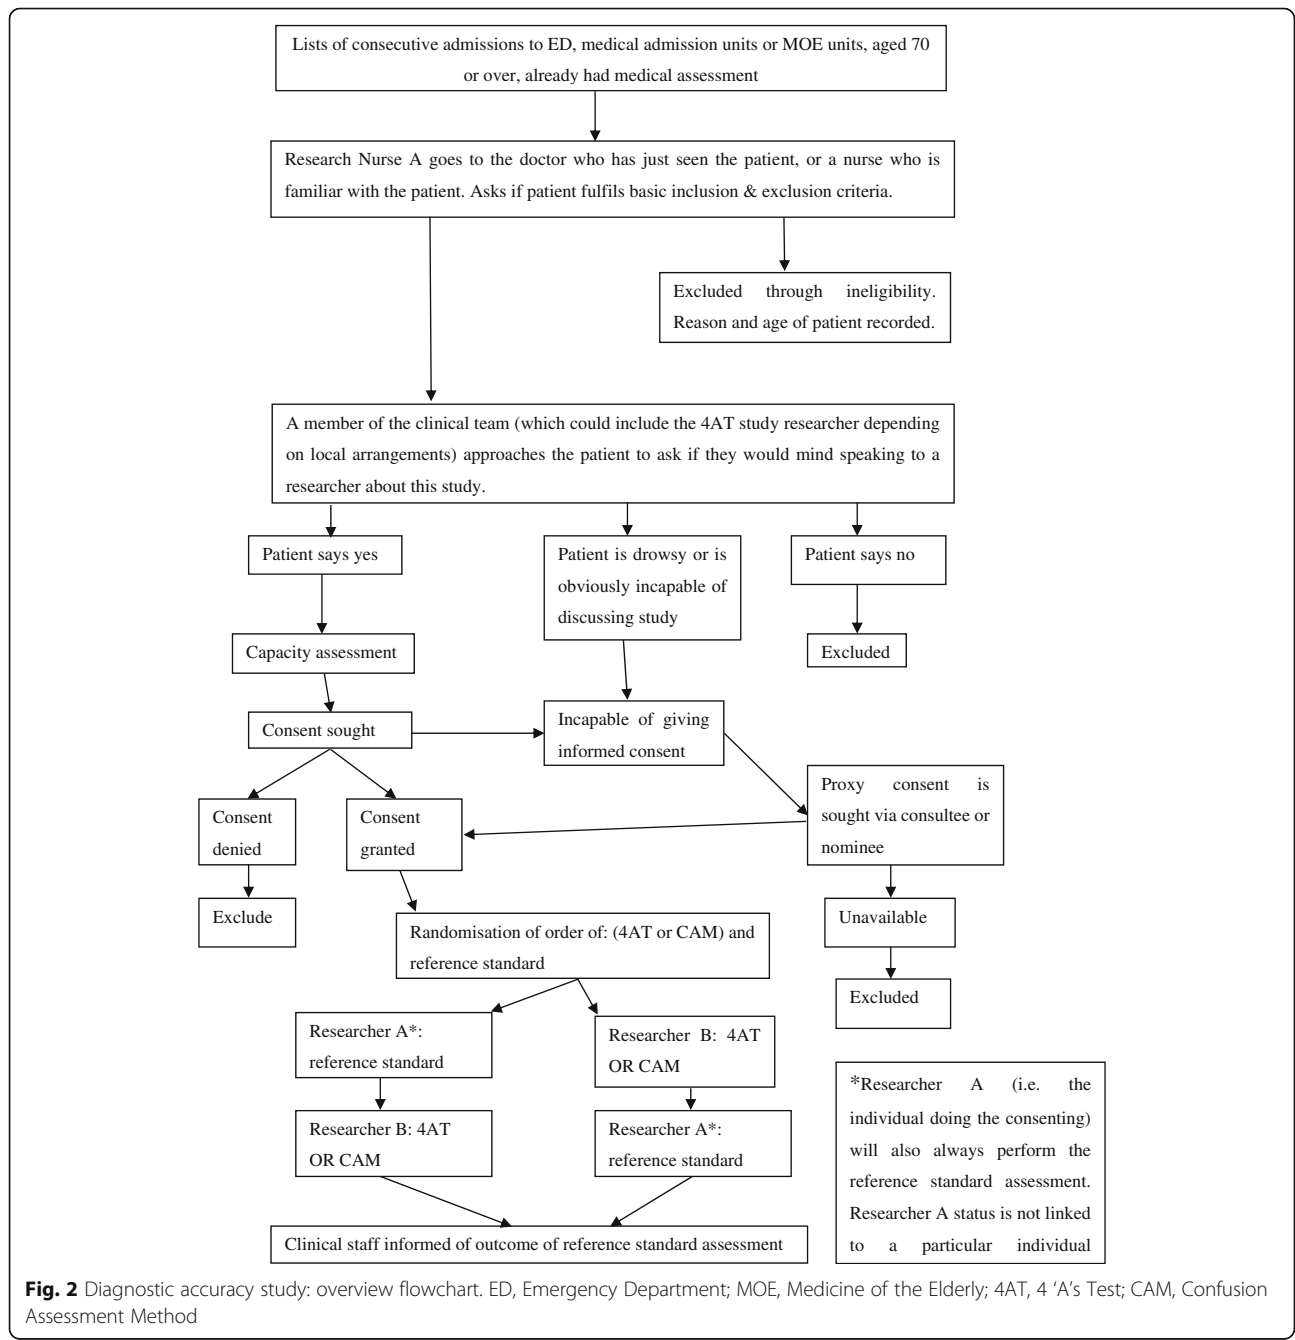 Lists of consecutive admissions to ED, medical admission units or MOE units, aged 70
or over, already had medical assessment
Research Nurse A goes to the doctor who has just seen the patient, or a nurse who is
familiar with the patient. Asks if patient fulfils basic inclusion & exclusion criteria.
Excluded through ineligibility.
Reason and age of patient recorded.
A member of the clinical team (which could include the 4AT study researcher depending
on local arrangements) approaches the patient to ask if they would mind speaking to a
researcher about this study.
Patient says yes
Patient is drowsy or is
obviously incapable of
discussing study
Patient says no
Capacity assessment
Excluded
Consent sought
Incapable of giving
informed consent
Proxy consent is
sought via consultee or
nominee
Consent
denied
Consent
granted
Exclude
Unavailable
Randomisation of order of: (4AT or CAM) and
reference standard
Excluded
Researcher A*:
reference standard
Researcher B: 4AT
OR CAM
Researcher B: 4AT
OR CAM
Researcher A*:
reference standard
*Researcher A (i.e. the
individual doing the consenting)
will also always perform the
reference standard assessment.
Researcher A status is not linked
to a particular individual
Clinical staff informed of outcome of reference standard assessment
Fig. 2 Diagnostic accuracy study: overview flowchart. ED, Emergency Department; MOE, Medicine of the Elderly; 4AT, 4 ‘A’s Test; CAM, Confusion
Assessment Method